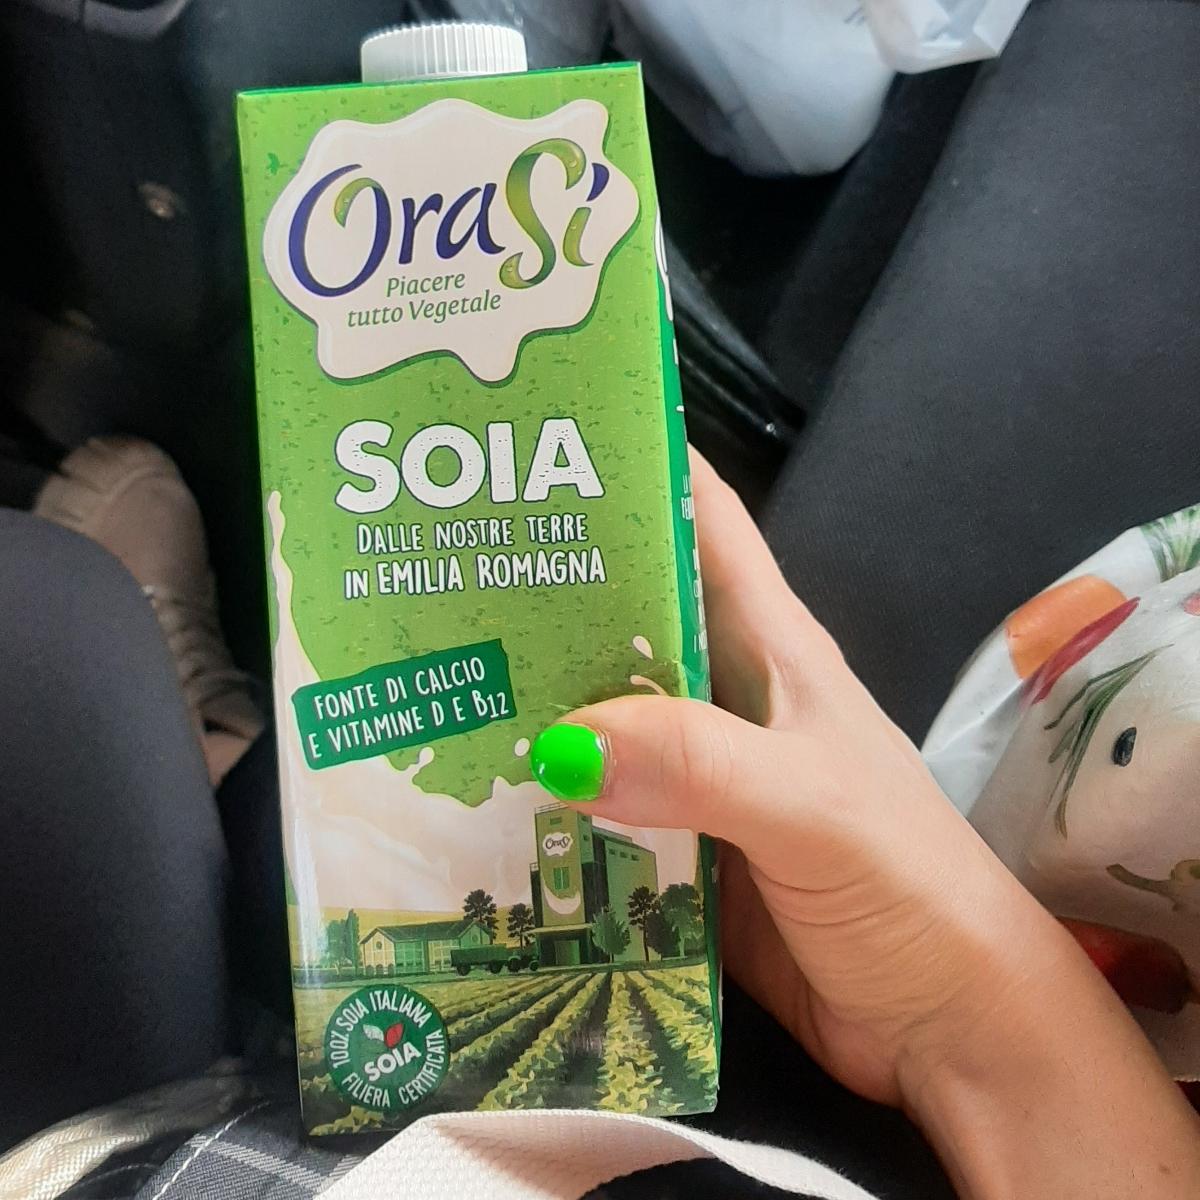 OraSì
Piacere
tutto Vegetale
SOIA
DALLE NOSTRE TERRE
IN EMILIA ROMAGNA
FONTE DI CALCIO
E VITAMINE D E B12
OraSì
100% SOIA ITALIANA
SOIA
FILIERA CERTIFICATA